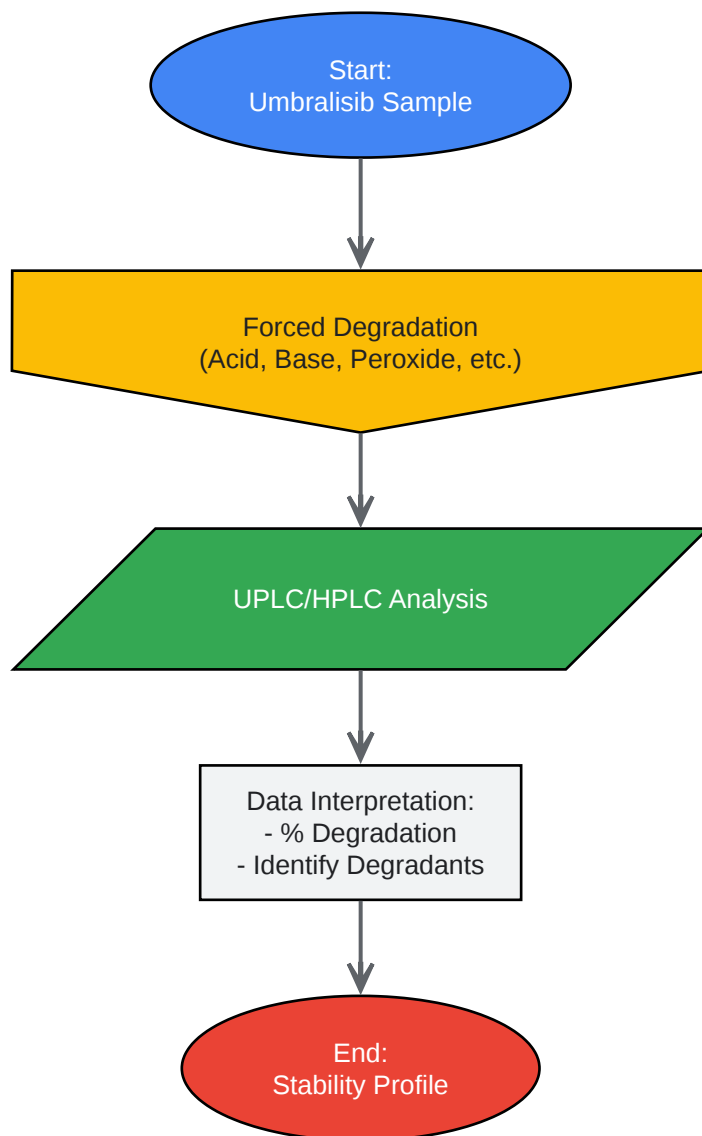 Start:
Umbralisib Sample
Forced Degradation
(Acid, Base, Peroxide, etc.)
UPLC/HPLC Analysis
Data Interpretation:
- % Degradation
- Identify Degradants
End:
Stability Profile